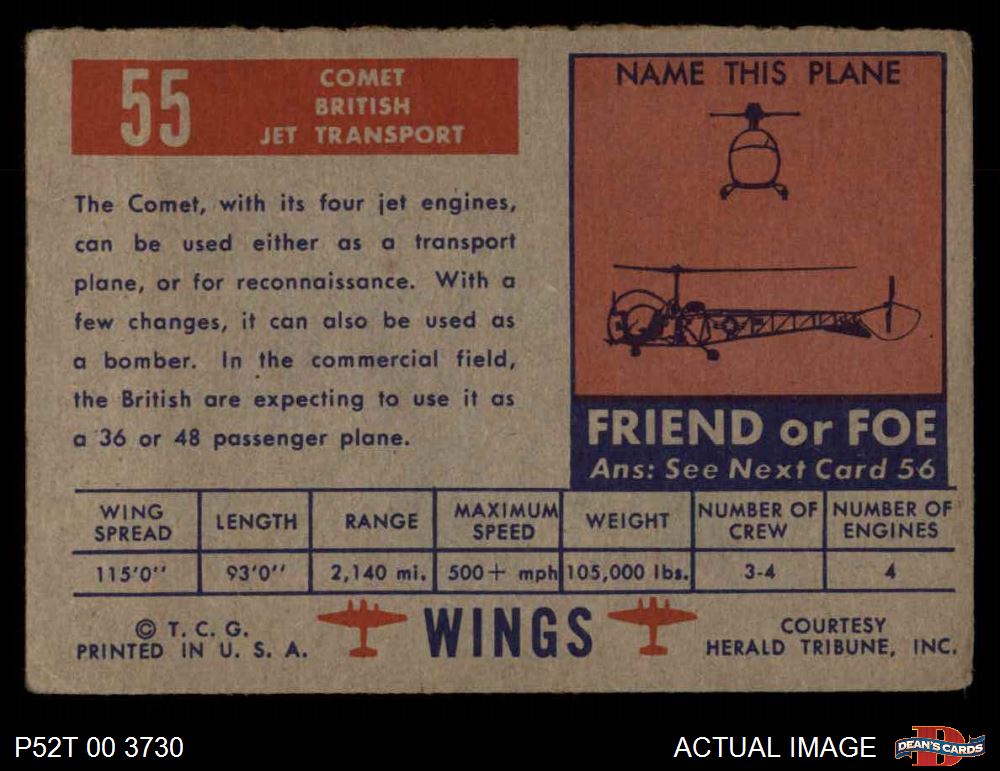 55
COMET
BRITISH
JET TRANSPORT
The Comet, with its four jet engines,
can be used either as a transport
plane, or for reconnaissance. With a
few changes, it can also be used as
a bomber. In the commercial field,
the British are expecting to use it as
a 36 or 48 passenger plane.
NAME THIS PLANE
FRIEND or FOE
Ans: See Next Card 56
WING SPREAD LENGTH RANGE MAXIMUM SPEED WEIGHT NUMBER OF CREW NUMBER OF ENGINES
115'0'' 93'0'' 2,140 mi. 500+ mph 105,000 lbs. 3-4 4
© T. C. G.
PRINTED IN U. S. A.
WINGS
COURTESY
HERALD TRIBUNE, INC.
P52T 00 3730
ACTUAL IMAGE
D
DEAN'S CARDS